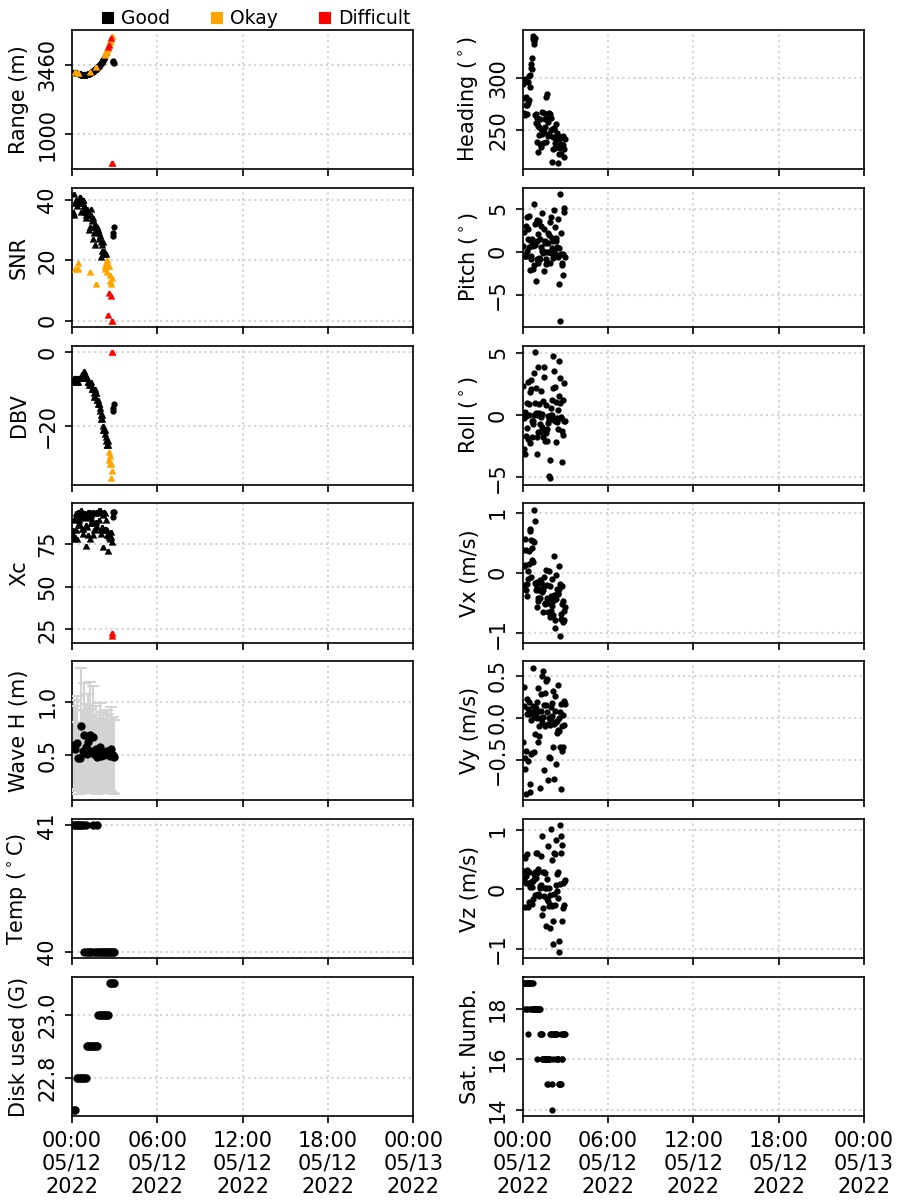 Good Okay Difficult
Range (m)
3460
1000
Heading (°)
300
250
SNR
40
20
0
Pitch (°)
5
0
−5
DBV
0
−20
Roll (°)
5
0
−5
Xc
75
50
25
Vx (m/s)
1
0
−1
Wave H (m)
1.0
0.5
Vy (m/s)
0.5
0.0
−0.5
Temp (°C)
41
40
Vz (m/s)
1
0
−1
Disk used (G)
23.0
22.8
Sat. Numb.
18
16
14
00:00 06:00 12:00 18:00 00:00
05/12 05/12 05/12 05/12 05/13
2022 2022 2022 2022 2022
00:00 06:00 12:00 18:00 00:00
05/12 05/12 05/12 05/12 05/13
2022 2022 2022 2022 2022